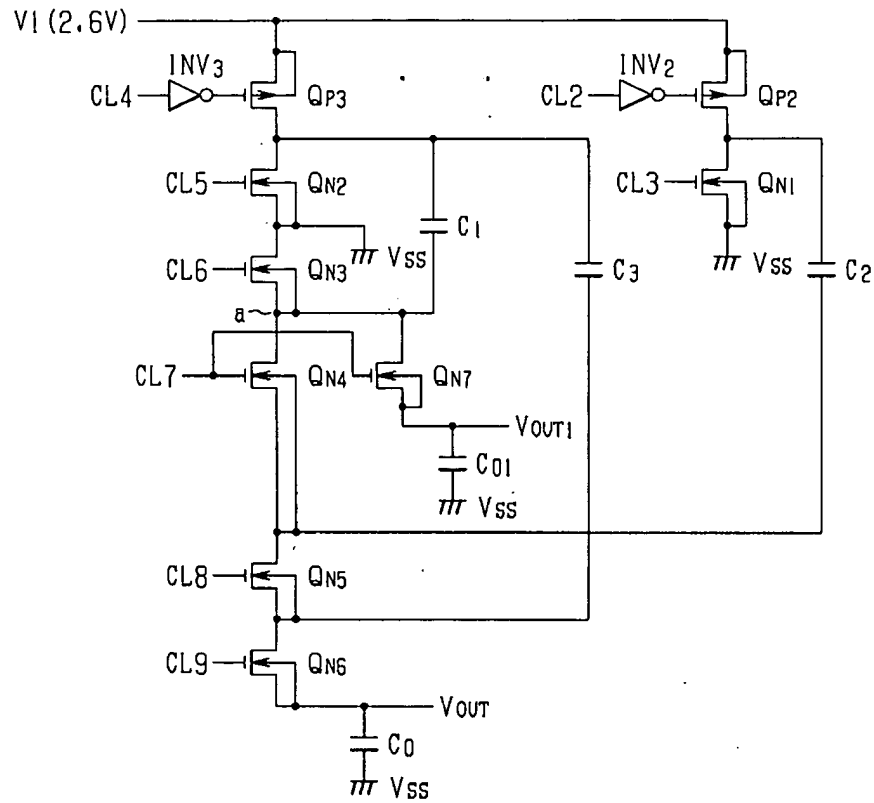 V1(2.6V)
INV3
INV2
CL4
QP3
CL2
QP2
CL5
QN2
CL3
QN1
C1
VSS
VSS
CL6
QN3
C3
C2
a
CL7
QN4
QN7
VOUT1
C01
VSS
CL8
QN5
CL9
QN6
VOUT
C0
VSS